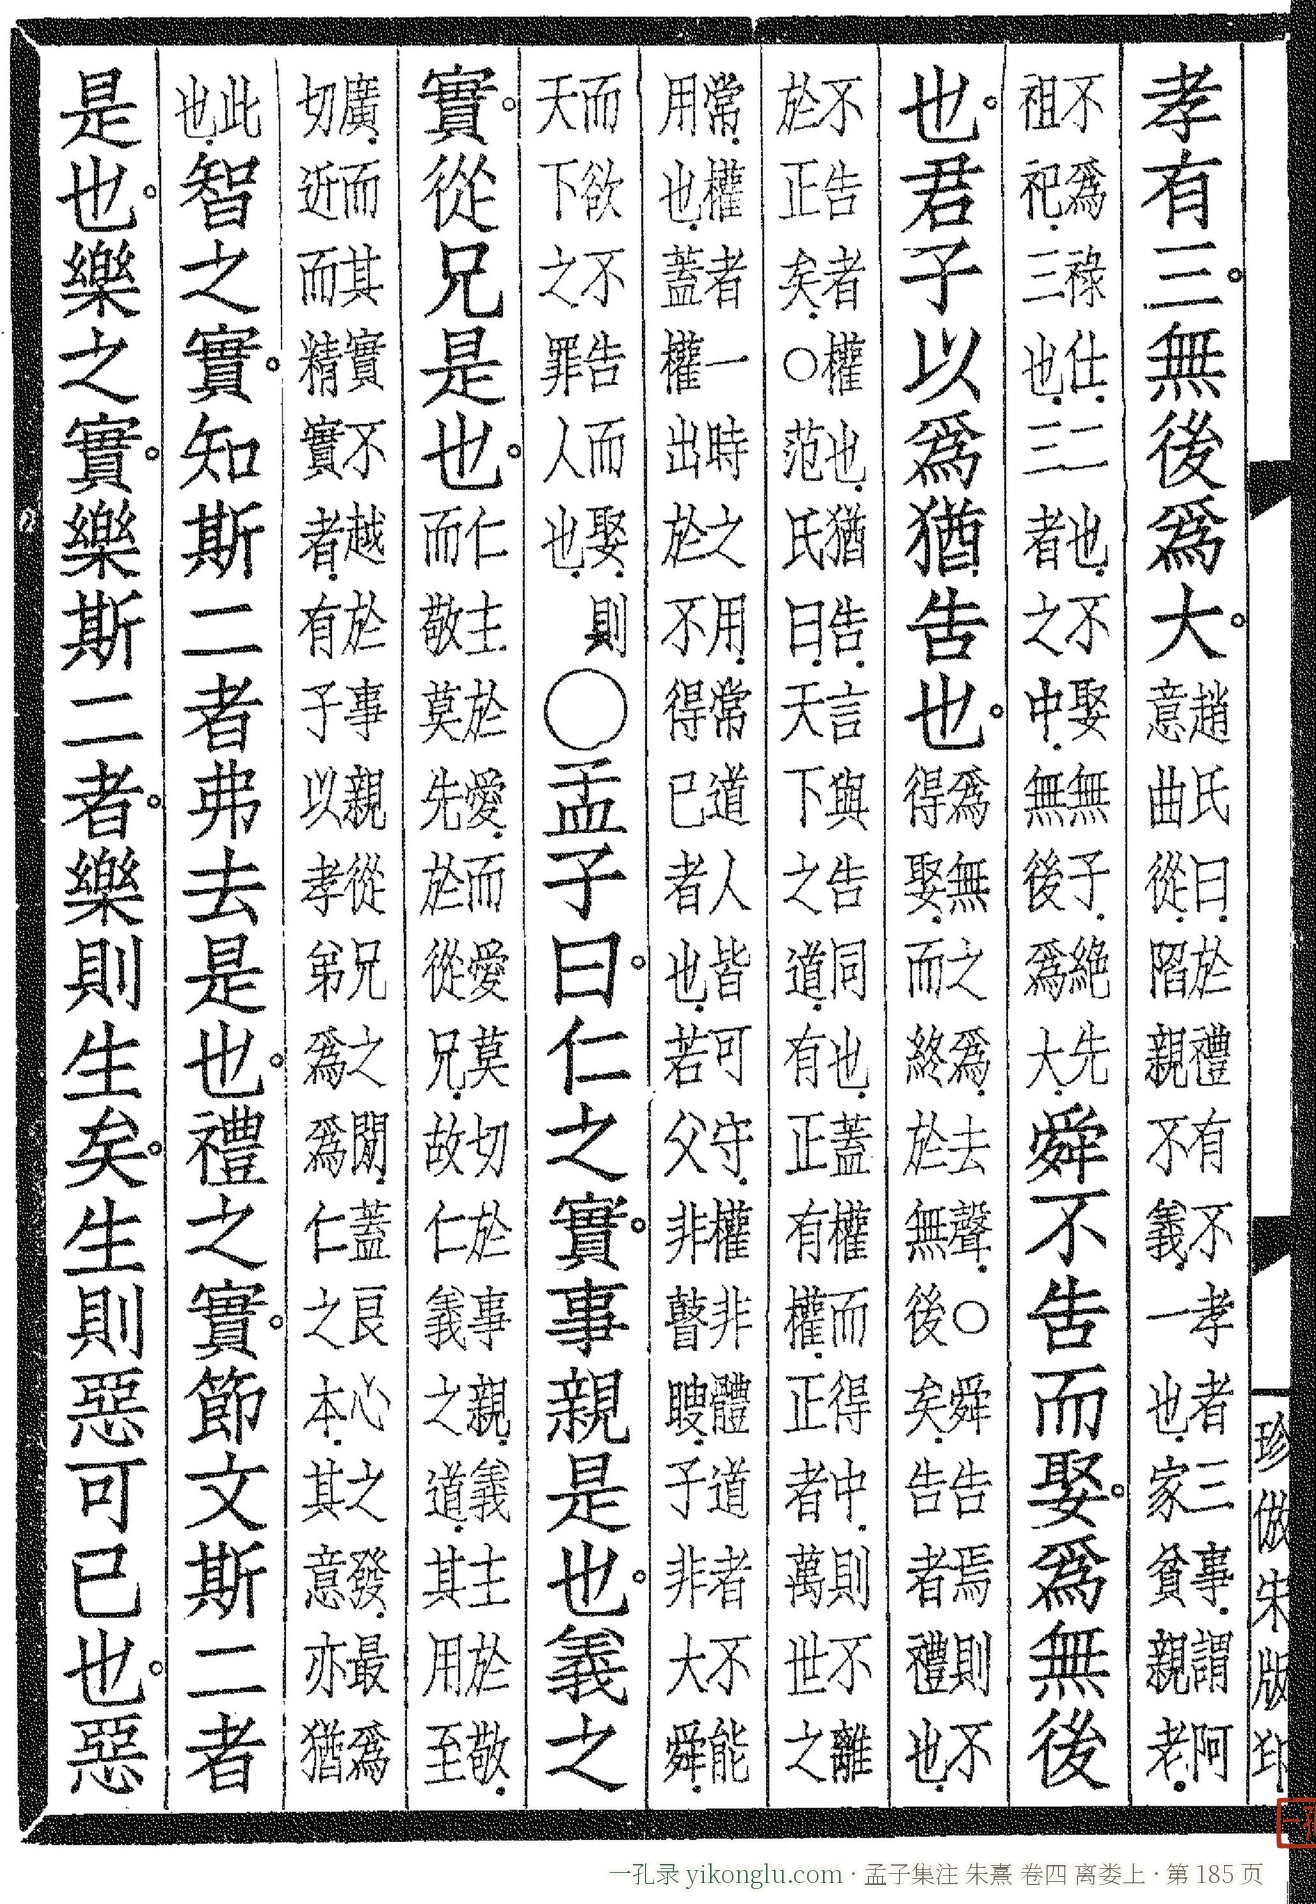 珍倣宋版印
孝有三。無後爲大。趙氏曰。於禮有不孝者三事。謂阿意曲從。陷親不義。一也。家貧親老。
不爲祿仕。二也。不娶無子。絕先祖祀。三也。三者之中。無後爲大。舜不告而娶。爲無後
也。君子以爲猶告也。爲無之爲。去聲。○舜告焉則不得娶。而終於無後矣。告者禮也。
不告者權也。猶告。言與告同也。蓋權而得中。則不離於正矣。○范氏曰。天下之道。有正有權。正者萬世之
常。權者一時之用。常道人皆可守。權非體道者不能用也。蓋權出於不得已者也。若父非瞽瞍。子非大舜。
而欲不告而娶。則天下之罪人也。○孟子曰。仁之實。事親是也。義之
實。從兄是也。仁主於愛。而愛莫切於事親。義主於敬。而敬莫先於從兄。故仁義之道。其用至
廣。而其實不越於事親從兄之閒。蓋良心之發。最爲切近而精實者。有子以孝弟爲爲仁之本。其意亦猶
此也。智之實。知斯二者弗去是也。禮之實。節文斯二者
是也。樂之實。樂斯二者。樂則生矣。生則惡可已也。惡
一孔录 yikonglu.com · 孟子集注 朱熹 卷四 离娄上 · 第 185 页